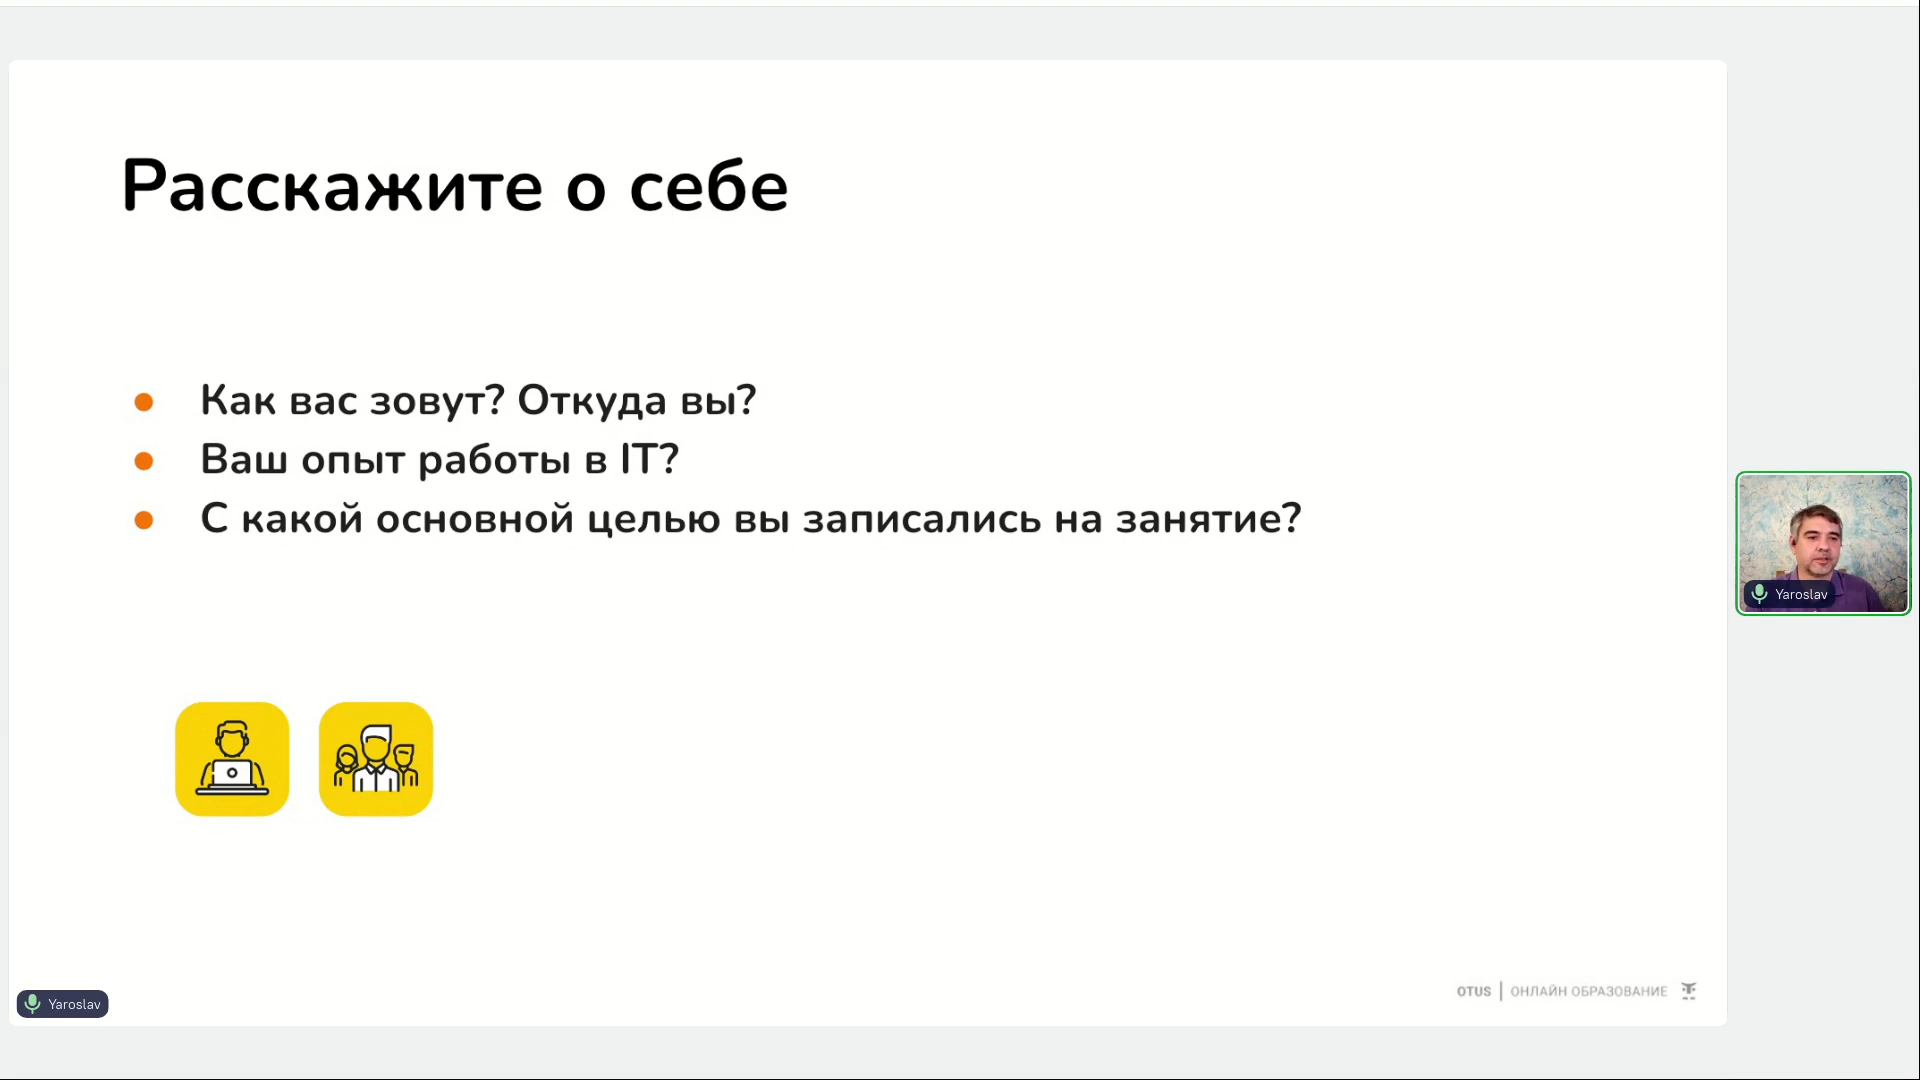 Расскажите о себе
Как вас зовут? Откуда вы?
Ваш опыт работы в IT?
С какой основной целью вы записались на занятие?
Yaroslav
Yaroslav
OTUS | ОНЛАЙН ОБРАЗОВАНИЕ